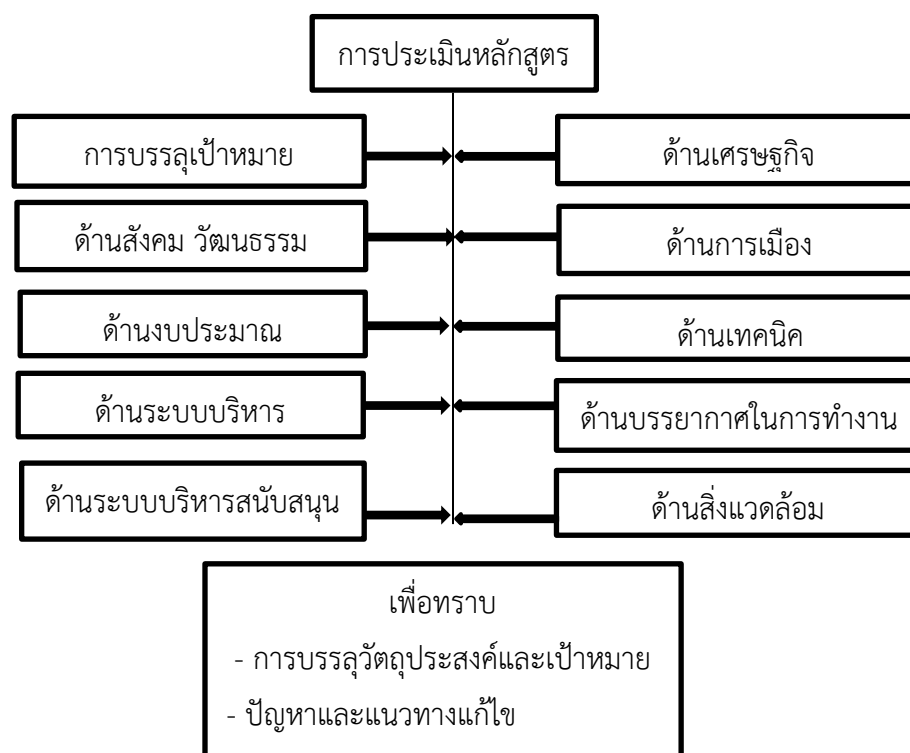 การประเมินหลักสูตร
การบรรลุเป้าหมาย
ด้านเศรษฐกิจ
ด้านสังคม วัฒนธรรม
ด้านการเมือง
ด้านงบประมาณ
ด้านเทคนิค
ด้านระบบบริหาร
ด้านบรรยากาศในการทำงาน
ด้านระบบบริหารสนับสนุน
ด้านสิ่งแวดล้อม
เพื่อทราบ
- การบรรลุวัตถุประสงค์และเป้าหมาย
- ปัญหาและแนวทางแก้ไข